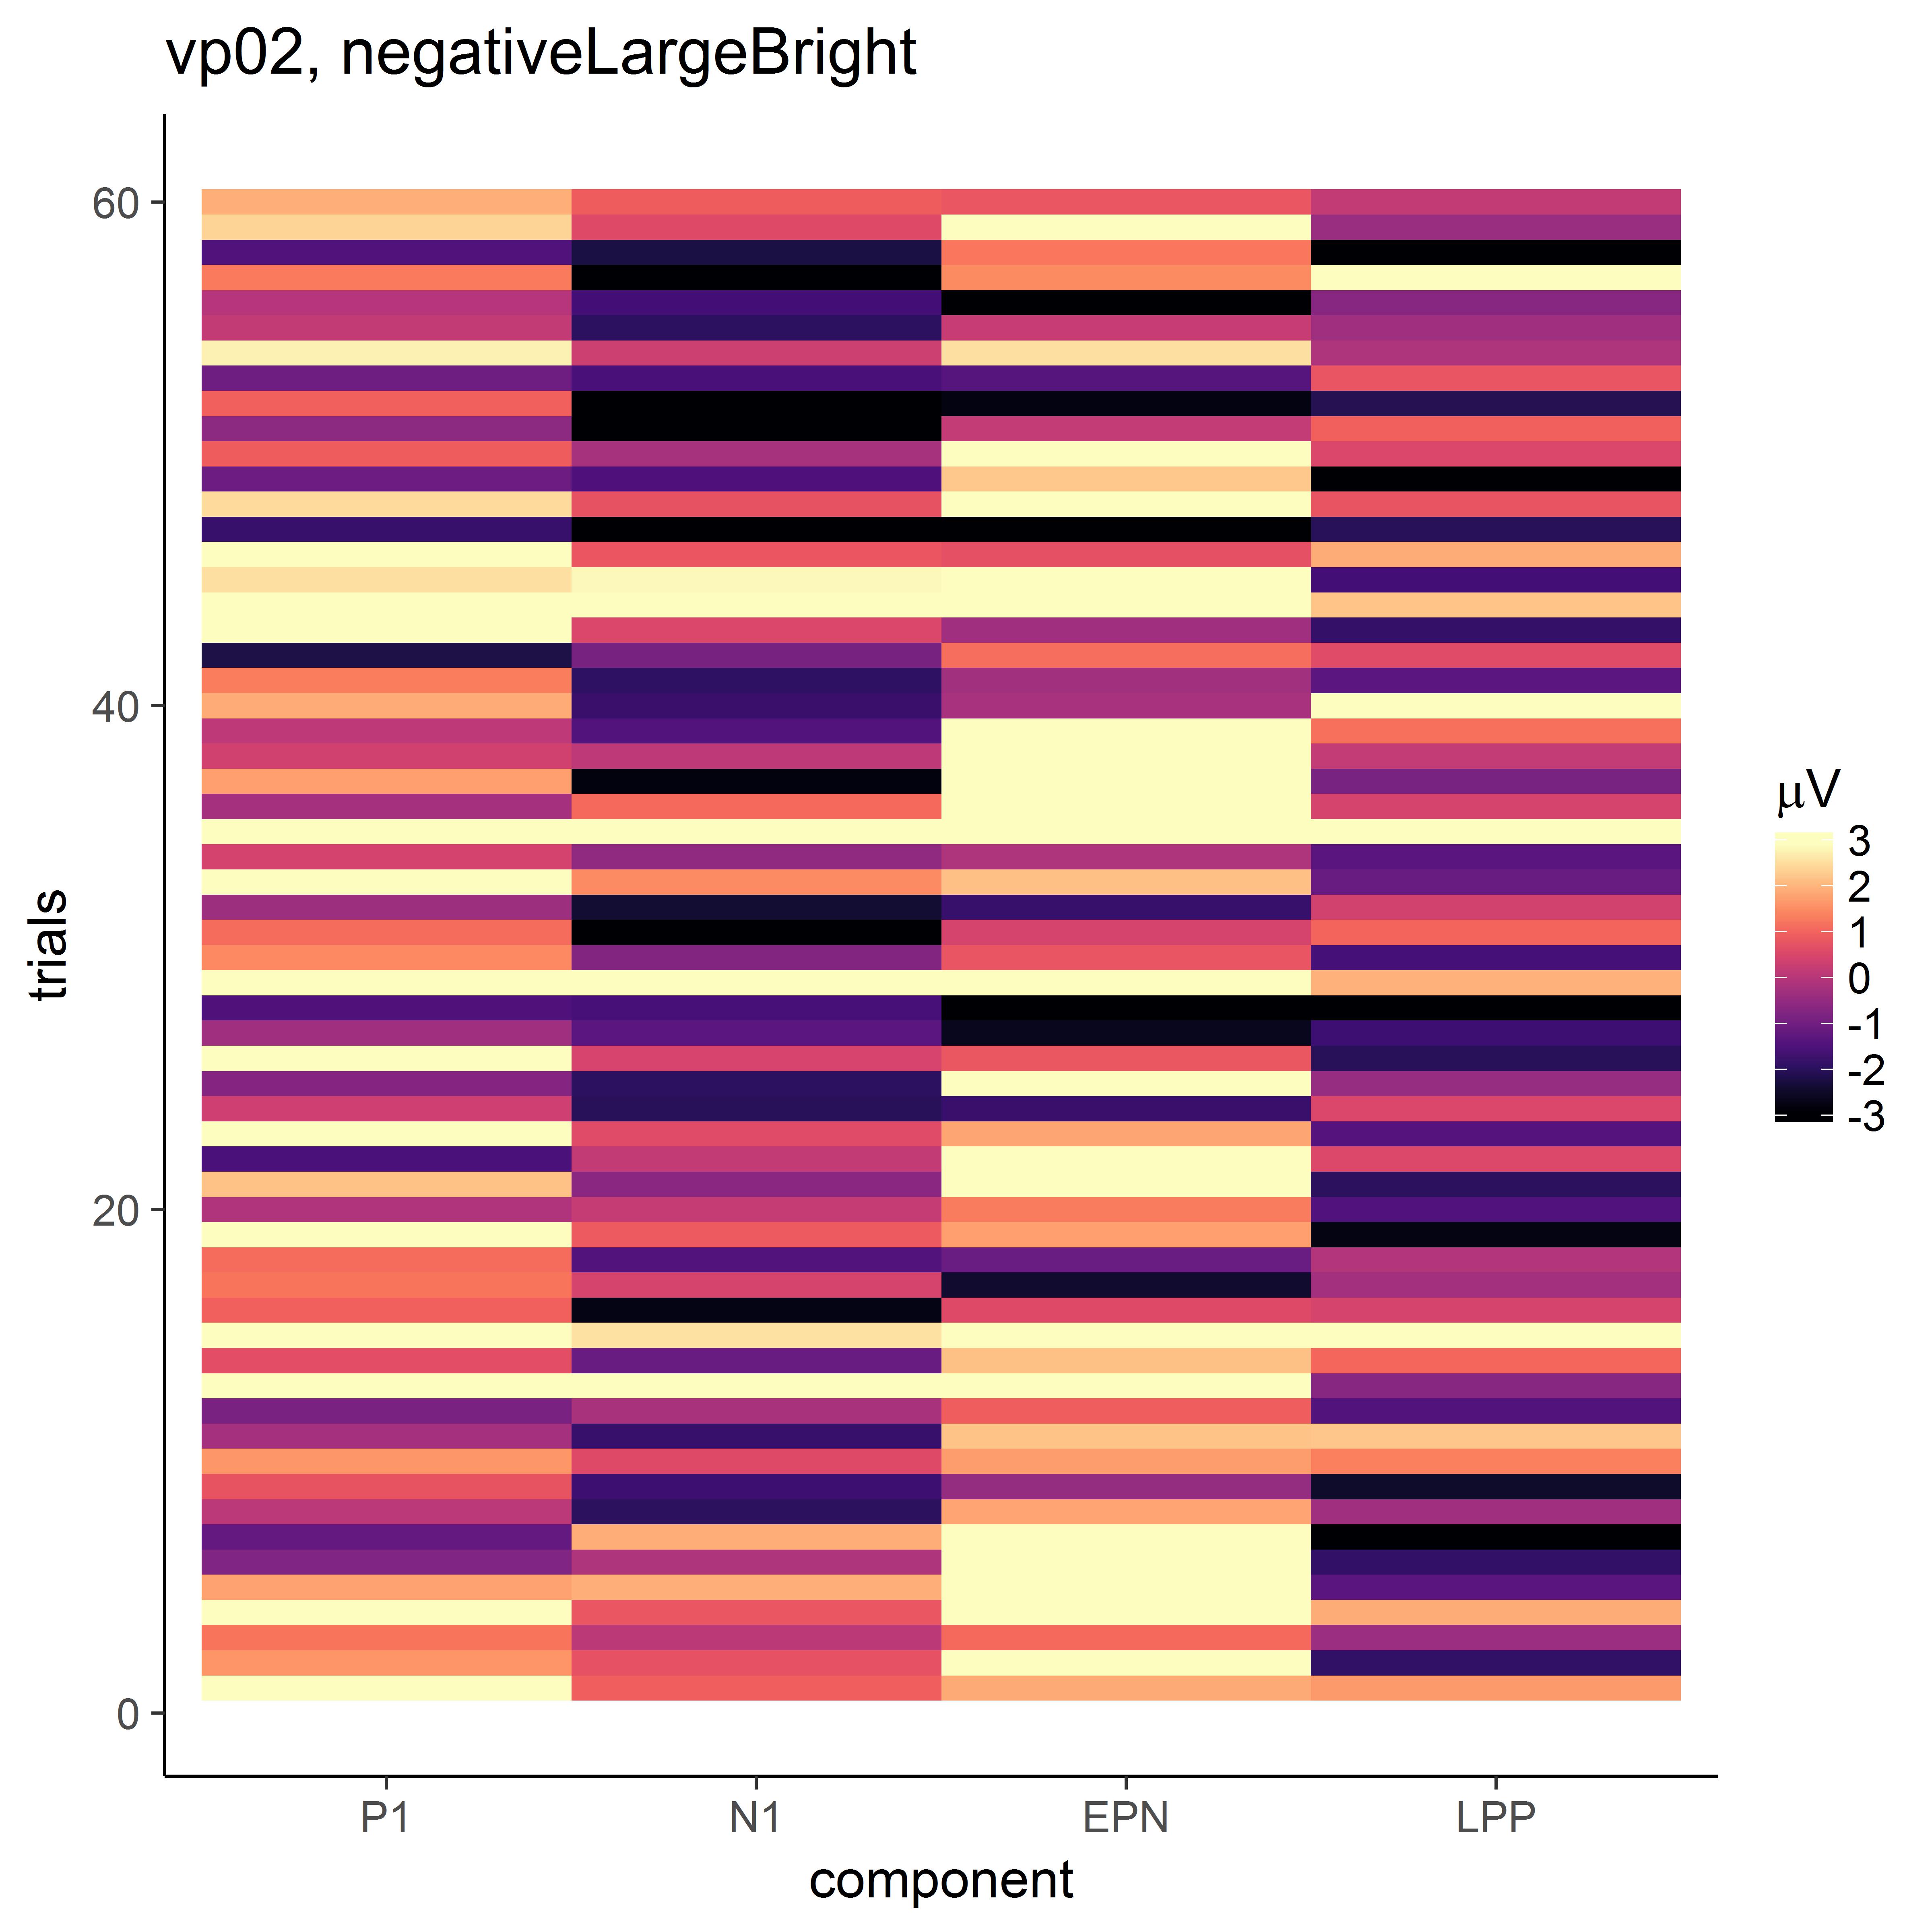 vp02, negativeLargeBright
60
40
20
0
trials
P1 N1 EPN LPP
component
μV
3
2
1
0
-1
-2
-3